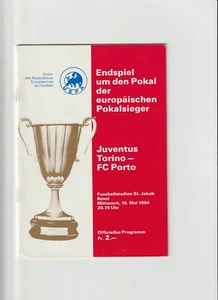 Union
des Associations
Européennes
de Football
UEFA
Endspiel
um den Pokal
der
europäischen
Pokalsieger
Juventus
Torino –
FC Porto
Fussballstadion St. Jakob
Basel
Mittwoch, 16. Mai 1984
20.15 Uhr
Offizielles Programm
Fr. 2.—